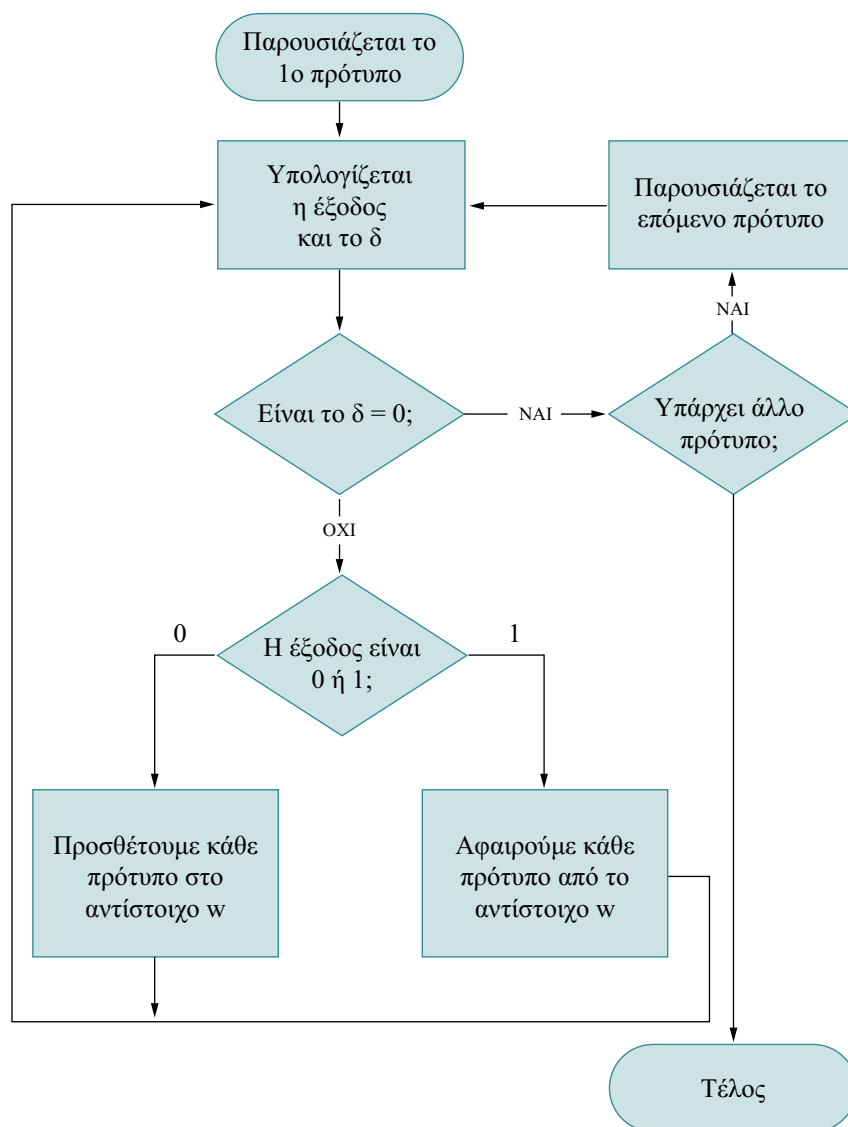 Παρουσιάζεται το
1ο πρότυπο
Υπολογίζεται
η έξοδος
και το δ
Παρουσιάζεται το
επόμενο πρότυπο
ΝΑΙ
Είναι το δ = 0;
ΝΑΙ
Υπάρχει άλλο
πρότυπο;
ΟΧΙ
0
Η έξοδος είναι
0 ή 1;
1
Προσθέτουμε κάθε
πρότυπο στο
αντίστοιχο w
Αφαιρούμε κάθε
πρότυπο από το
αντίστοιχο w
Τέλος